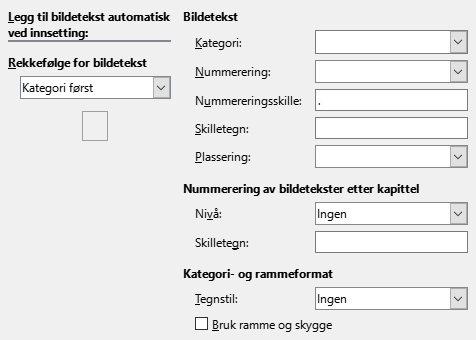 Legg til bildetekst automatisk
ved innsetting:
Rekkefølge for bildetekst
Kategori først
Bildetekst
Kategori:
Nummerering:
Nummereringsskille: .
Skilletegn:
Plassering:
Nummerering av bildetekster etter kapittel
Nivå: Ingen
Skilletegn:
Kategori- og rammeformat
Tegnstil: Ingen
Bruk ramme og skygge